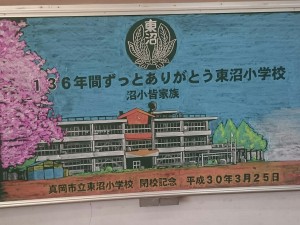 東沼
136年間ずっとありがとう東沼小学校
沼小皆家族
真岡市立東沼小学校 閉校記念 平成30年3月25日